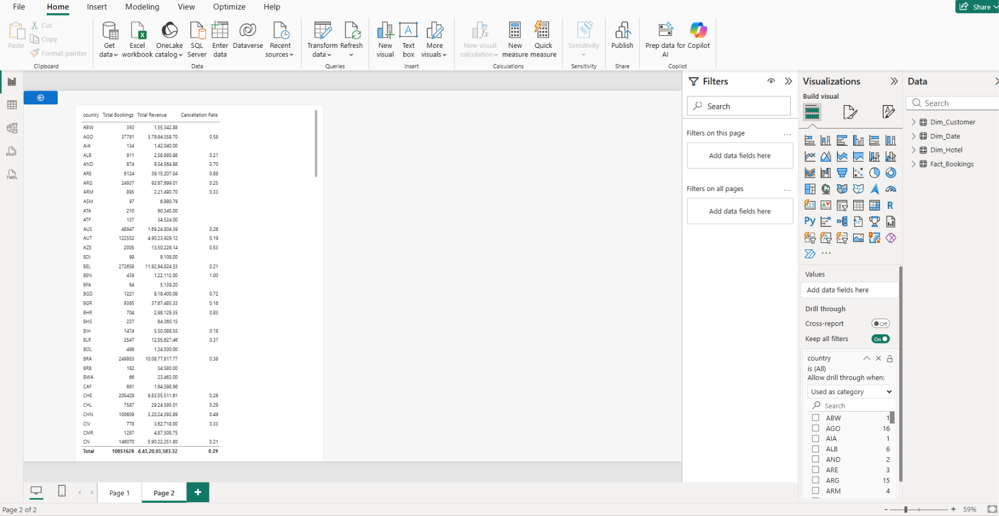 File Home Insert Modeling View Optimize Help Share
Paste Cut Copy Format painter
Clipboard
Get data Excel workbook OneLake catalog SQL Server Enter data Dataverse Recent sources
Data
Transform data Refresh
Queries
New visual Text box More visuals
Insert
New visual calculation New measure Quick measure
Calculations
Sensitivity
Sensitivity
Publish
Share
Prep data for AI Copilot
Copilot
DAX
TMDL
country Total Bookings Total Revenue Cancellation Rate
ABW 350 1,55,342.88
AGO 37781 3,79,94,358.70 0.58
AIA 134 1,42,040.00
ALB 911 2,58,880.88 0.21
AND 874 9,54,564.88 0.70
ARE 6124 39,15,207.04 0.88
ARG 24937 93,67,699.01 0.25
ARM 895 2,21,490.70 0.33
ASM 97 6,990.79
ATA 210 60,345.00
ATF 137 34,524.00
AUS 48947 1,69,24,804.39 0.26
AUT 122552 4,90,23,929.12 0.19
AZE 2005 13,50,226.14 0.53
BDI 99 9,108.00
BEL 272658 11,92,94,824.33 0.21
BEN 439 1,22,112.00 1.00
BFA 64 5,139.20
BGD 1221 8,18,400.08 0.72
BGR 9365 37,67,485.33 0.16
BHR 704 2,98,129.35 0.83
BHS 237 84,360.15
BIH 1474 5,50,089.55 0.19
BLR 2547 12,05,627.46 0.37
BOL 498 1,24,500.00
BRA 249953 10,08,77,817.77 0.38
BRB 182 34,580.00
BWA 66 23,463.00
CAF 691 1,64,598.96
CHE 205429 9,83,05,511.61 0.26
CHL 7587 29,24,595.01 0.29
CHN 100609 3,20,24,392.89 0.49
CIV 778 3,62,718.00 0.33
CMR 1287 4,87,508.75
CN 146070 5,90,22,251.80 0.21
Total 10851628 4,43,20,03,583.32 0.29
Filters
Search
Filters on this page ...
Add data fields here
Filters on all pages ...
Add data fields here
Visualizations
Build visual
123
R
Py
...
Values
Add data fields here
Drill through
Cross-report Off
Keep all filters On
country
is (All)
Allow drill through when:
Used as category
Search
ABW 1
AGO 16
AIA 1
ALB 6
AND 2
ARE 3
ARG 15
ARM 4
Data
Search
Dim_Customer
Dim_Date
Dim_Hotel
Fact_Bookings
Page 1 Page 2 +
Page 2 of 2 - + 59%